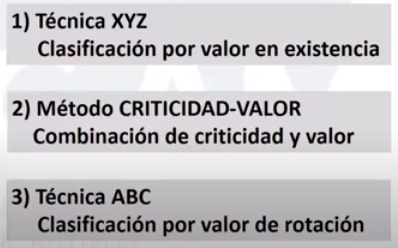 1) Técnica XYZ
Clasificación por valor en existencia
2) Método CRITICIDAD-VALOR
Combinación de criticidad y valor
3) Técnica ABC
Clasificación por valor de rotación